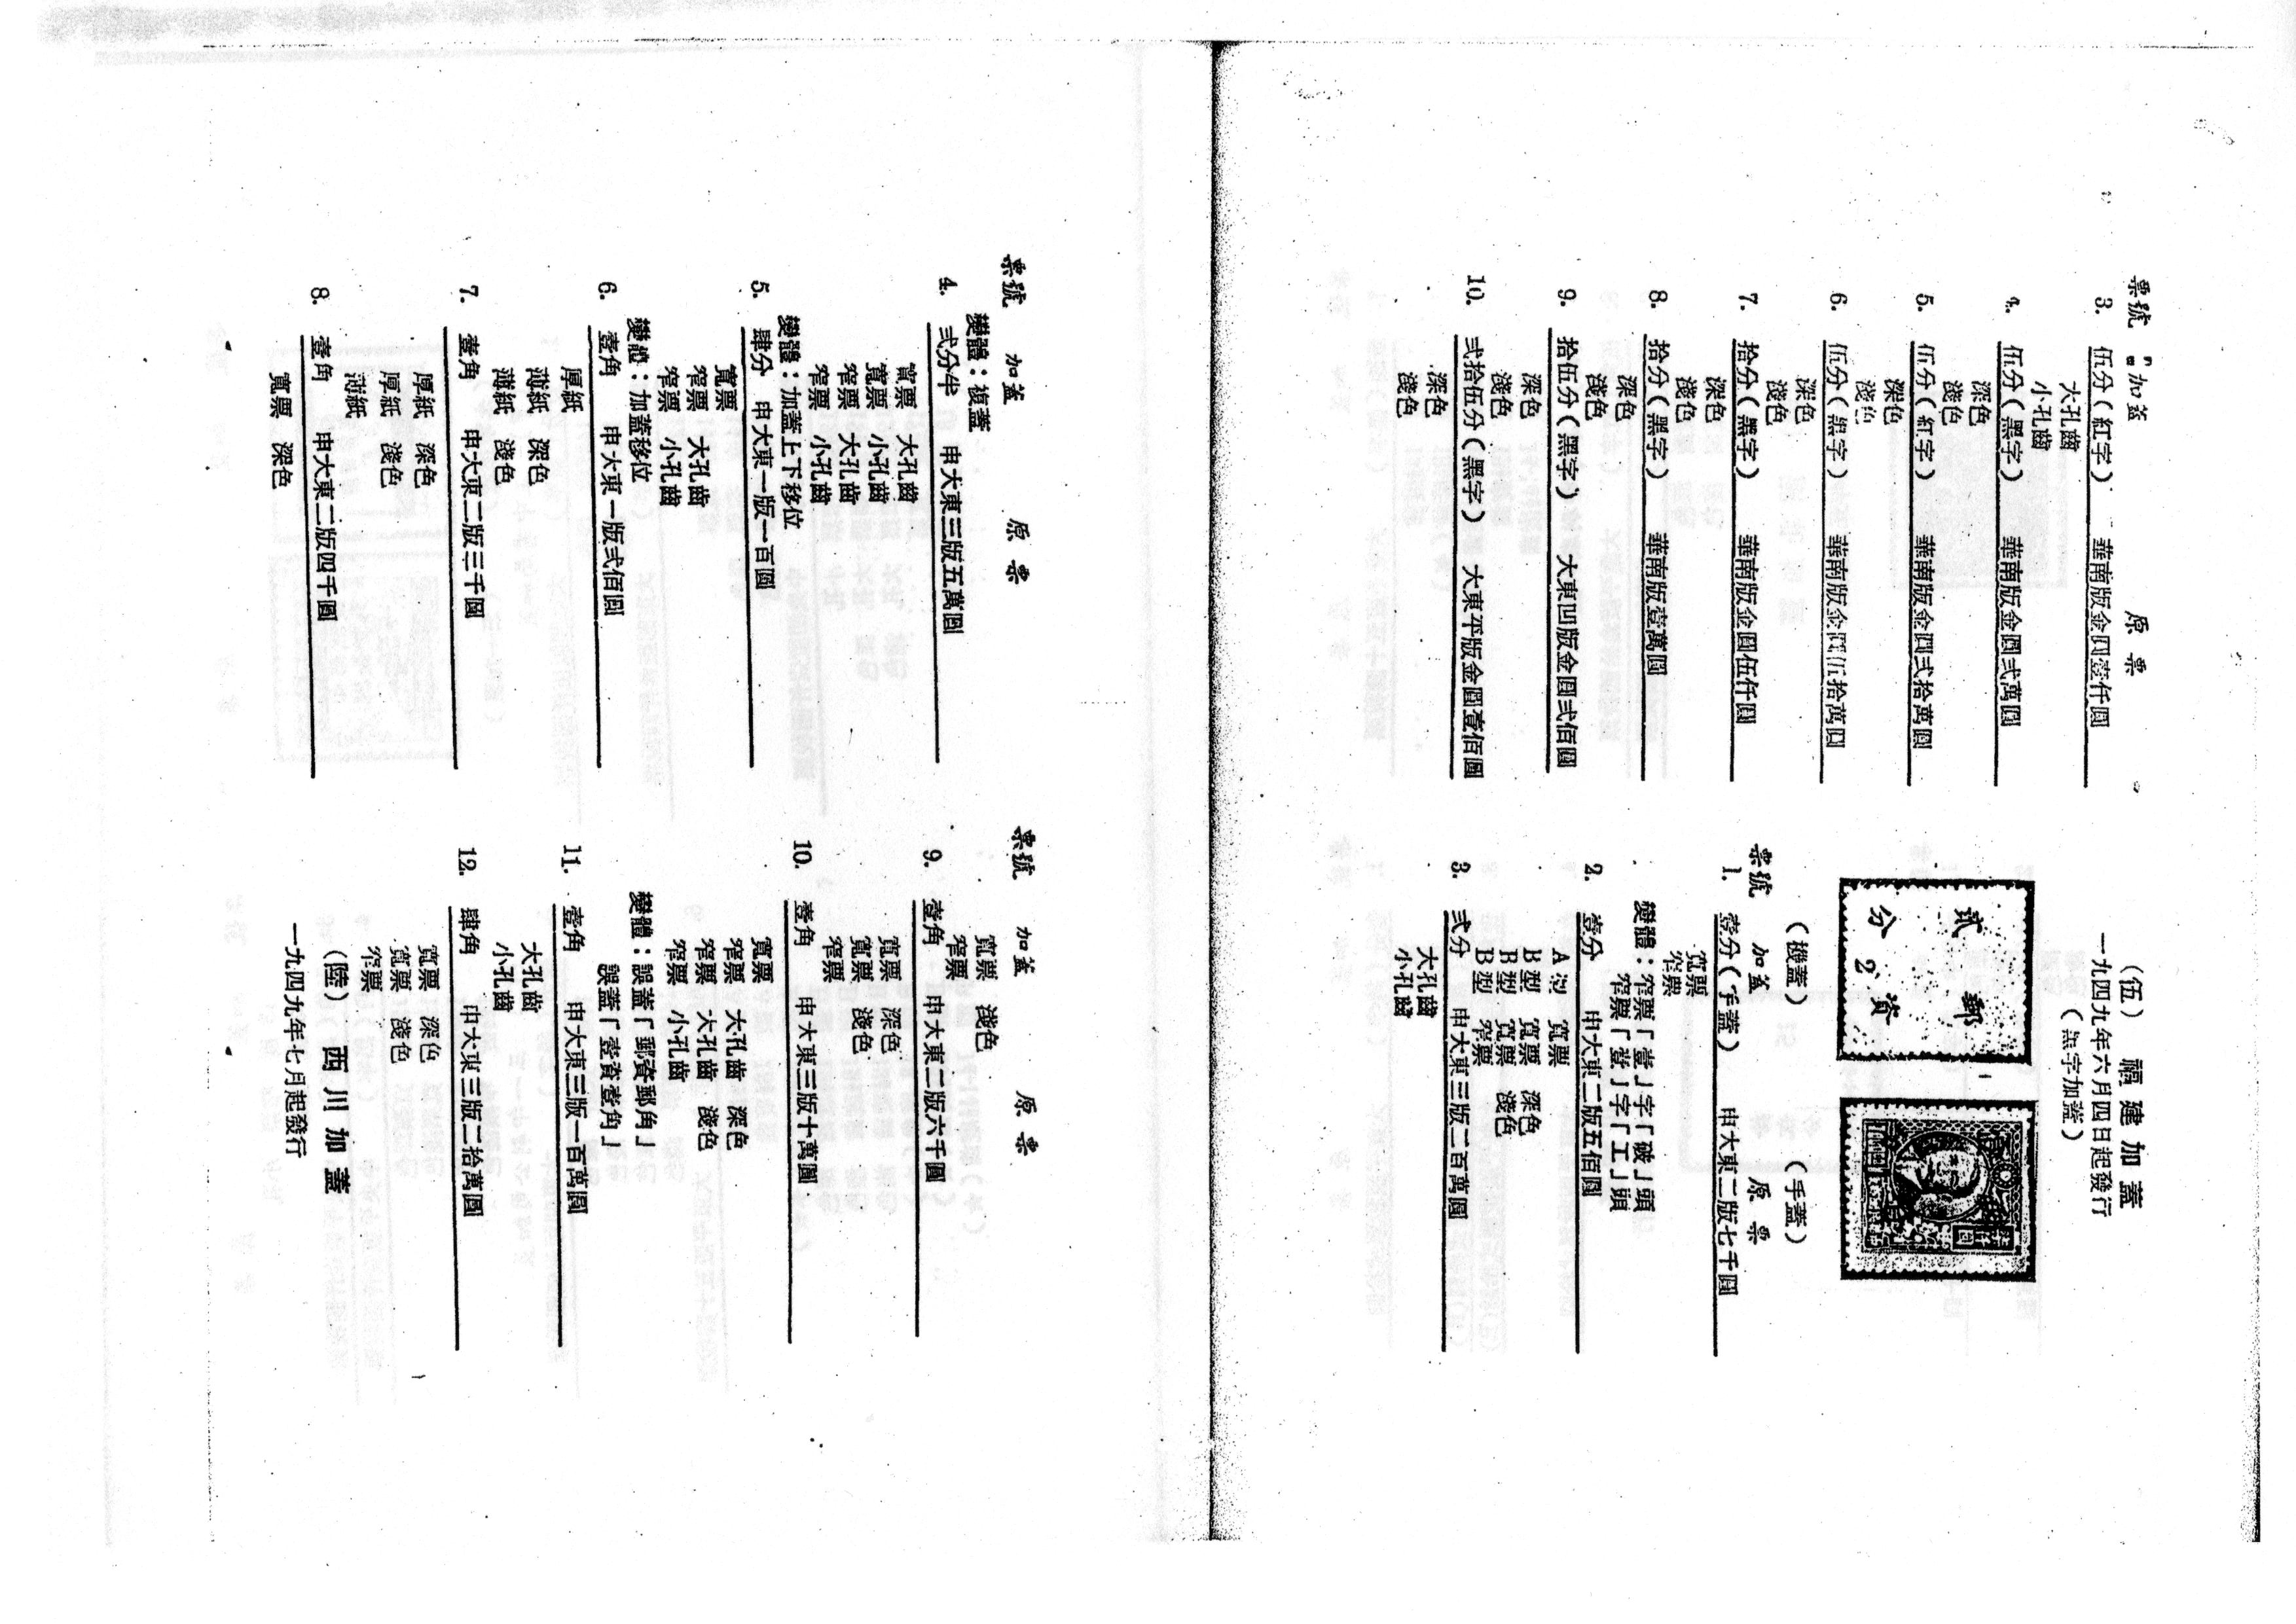 票號 加蓋 原票
3. 伍分（紅字） 華南版金圓壹仟圓
大孔齒
小孔齒
4. 伍分（黑字） 華南版金圓弍萬圓
深色
淺色
5. 伍分（紅字） 華南版金圓弍拾萬圓
深色
淺色
6. 伍分（黑字） 華南版金圓伍拾萬圓
深色
淺色
7. 拾分（黑字） 華南版金圓伍仟圓
深色
淺色
8. 拾分（黑字） 華南版壹萬圓
深色
淺色
9. 拾伍分（黑字） 大東凹版金圓弍佰圓
深色
淺色
10. 弍拾伍分（黑字） 大東平版金圓壹佰圓
深色
淺色
（伍） 福建加蓋
一九四九年六月四日起發行
（無字加蓋）
弍 郵
分 2 資
（機蓋） （手蓋）
票號 加蓋 原票
1. 壹分（手蓋） 申大東二版七千圓
寬票
窄票
變體：窄票「壹」字「破」頭
窄票「壹」字「工」頭
2. 壹分 申大東二版五佰圓
A型 寬票
B型 寬票 深色
B型 寬票 淺色
B型 窄票
3. 弍分 申大東三版二百萬圓
大孔齒
小孔齒
票號 加蓋 原票
變體：複蓋
4. 弍分半 申大東三版五萬圓
寬票 大孔齒
寬票 小孔齒
窄票 大孔齒
窄票 小孔齒
變體：加蓋上下移位
5. 肆分 申大東一版一百圓
寬票
窄票 大孔齒
窄票 小孔齒
變體：加蓋移位
6. 壹角 申大東一版弍佰圓
厚紙
薄紙 深色
薄紙 淺色
7. 壹角 申大東二版三千圓
厚紙 深色
厚紙 淺色
薄紙
8. 壹角 申大東二版四千圓
寬票 深色
票號 加蓋 原票
寬票 淺色
窄票
9. 壹角 申大東二版六千圓
寬票 深色
寬票 淺色
窄票
10. 壹角 申大東三版十萬圓
寬票
窄票 大孔齒 深色
窄票 大孔齒 淺色
窄票 小孔齒
變體：誤蓋「郵資郵角」
誤蓋「壹資壹角」
11. 壹角 申大東三版一百萬圓
大孔齒
小孔齒
12. 肆角 申大東三版二拾萬圓
寬票 深色
寬票 淺色
窄票
（陸） 西川加蓋
一九四九年七月起發行